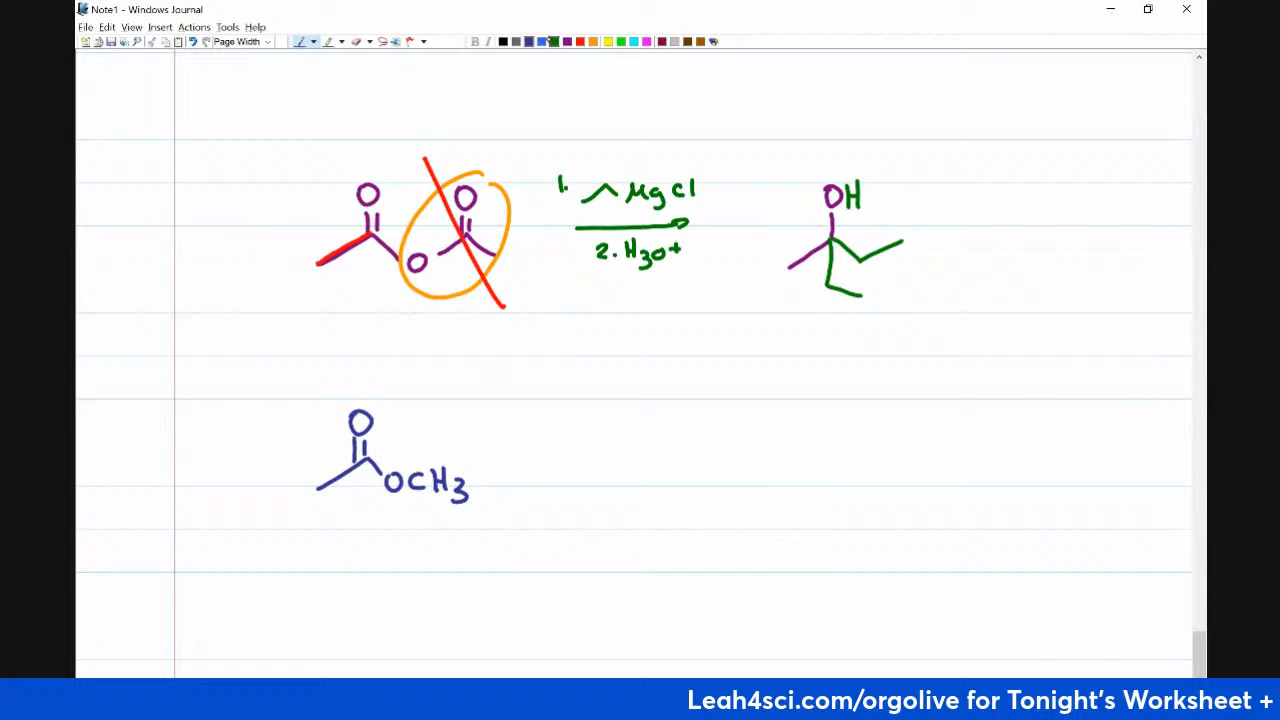 Note1 - Windows Journal
File Edit View Insert Actions Tools Help
Page Width
B I
O O 1. MgCl OH
O 2. H3O+
O
OCH3
Leah4sci.com/orgolive for Tonight's Worksheet +